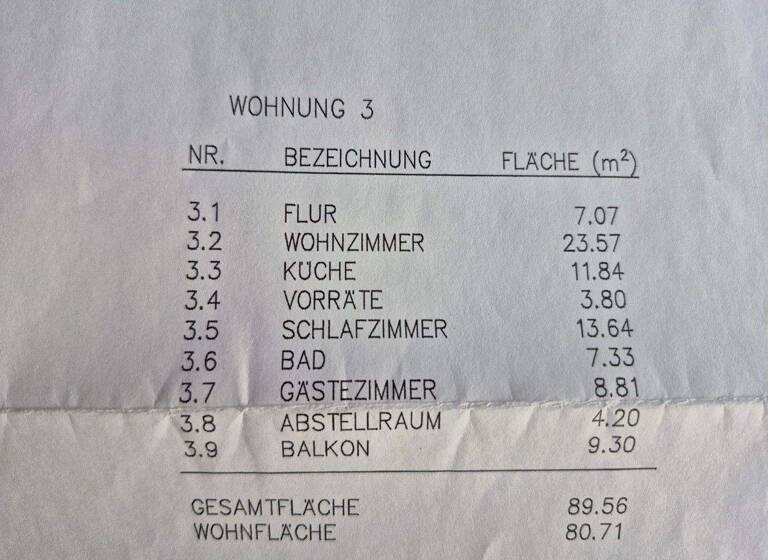 WOHNUNG 3
NR. BEZEICHNUNG FLÄCHE (m²)
3.1 FLUR 7.07
3.2 WOHNZIMMER 23.57
3.3 KÜCHE 11.84
3.4 VORRÄTE 3.80
3.5 SCHLAFZIMMER 13.64
3.6 BAD 7.33
3.7 GÄSTEZIMMER 8.81
3.8 ABSTELLRAUM 4.20
3.9 BALKON 9.30
GESAMTFLÄCHE 89.56
WOHNFLÄCHE 80.71